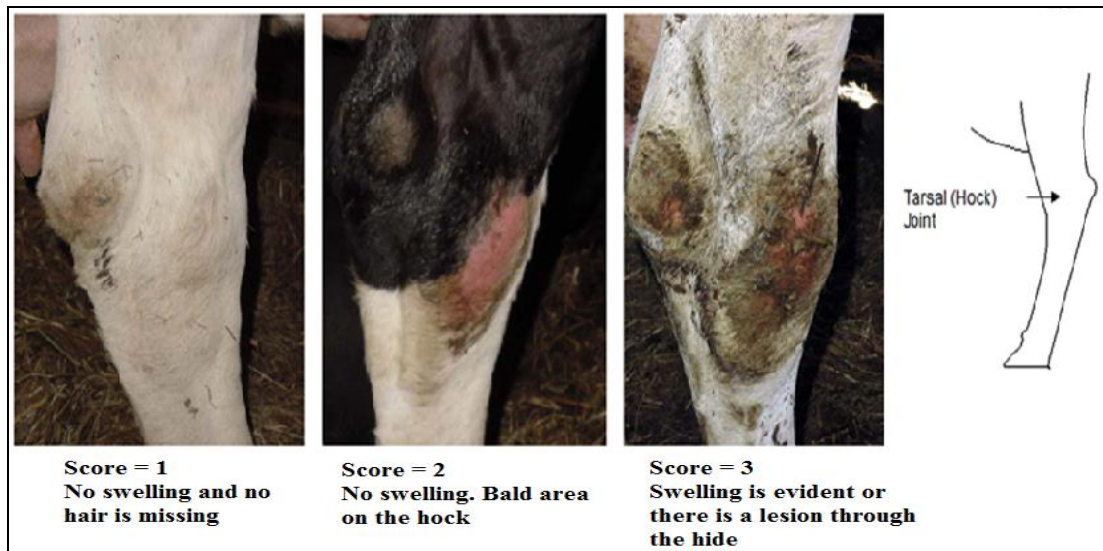 Score = 1
No swelling and no
hair is missing
Score = 2
No swelling. Bald area
on the hock
Score = 3
Swelling is evident or
there is a lesion through
the hide
Tarsal (Hock)
Joint